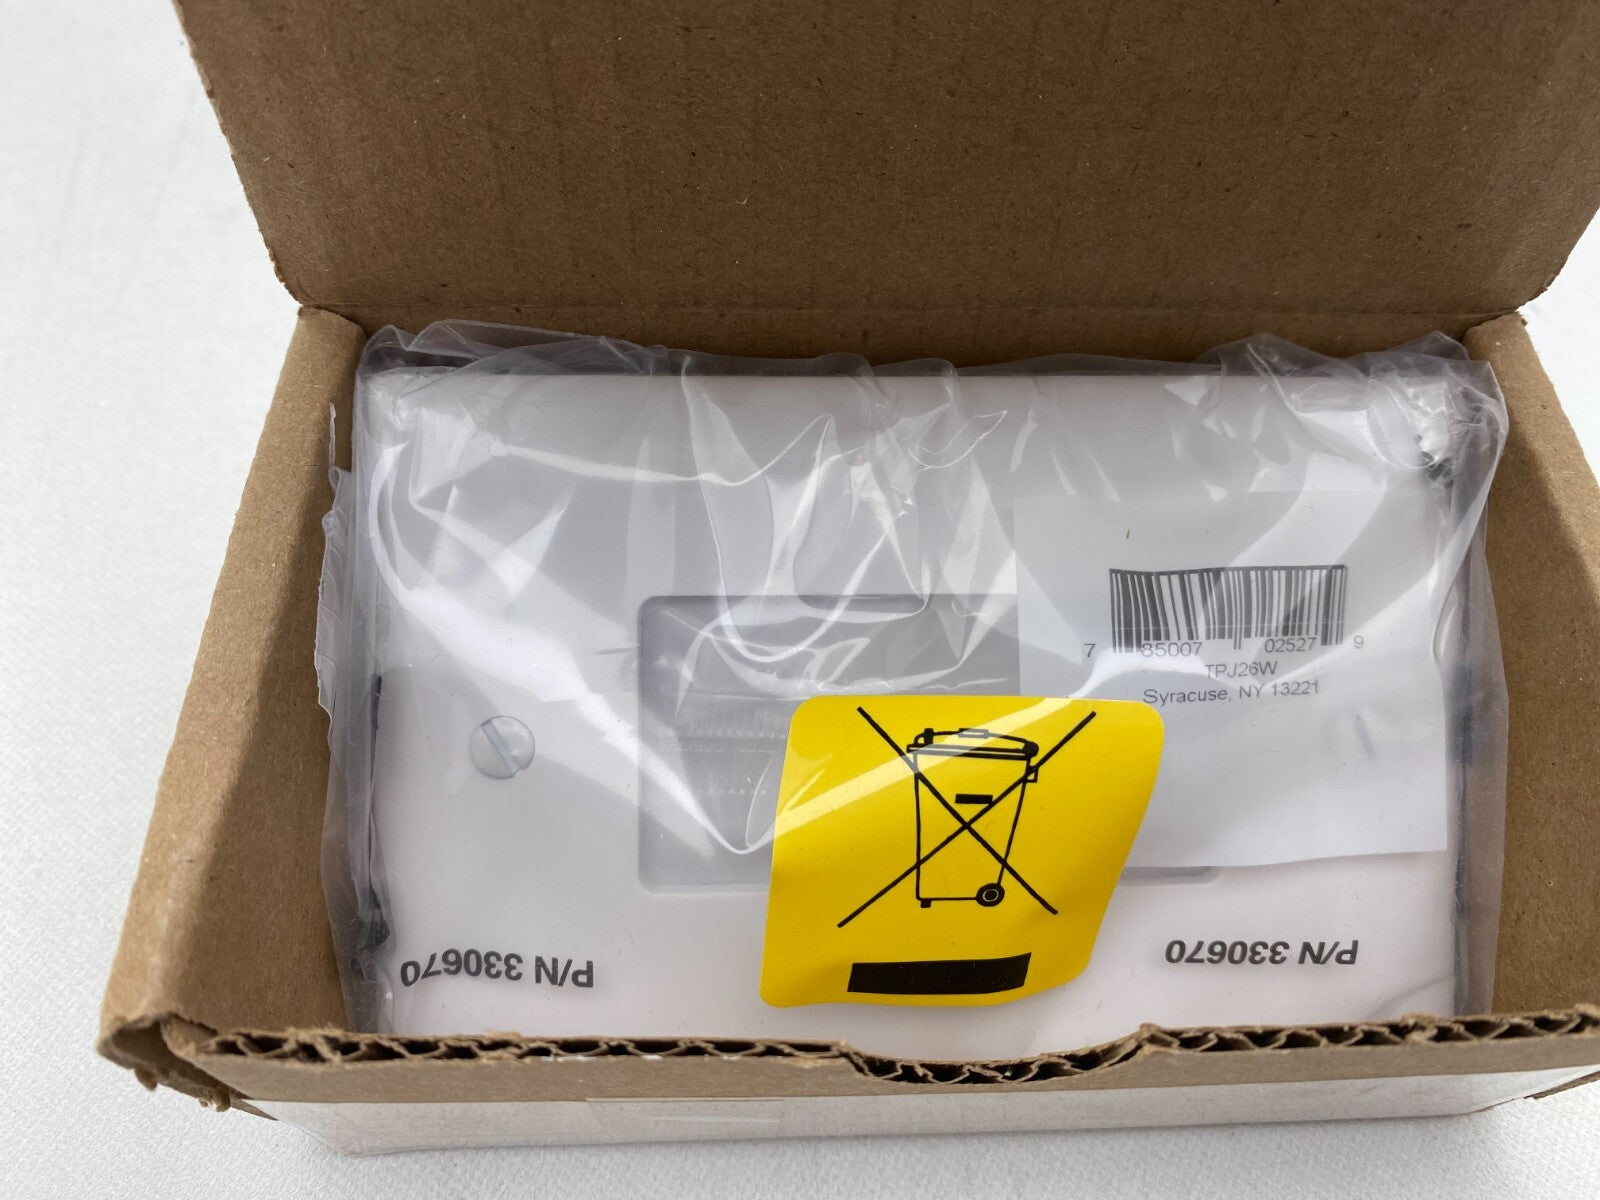 7 85007 02527 9
TPJ26W
Syracuse, NY 13221
P/N 330670
P/N 330670